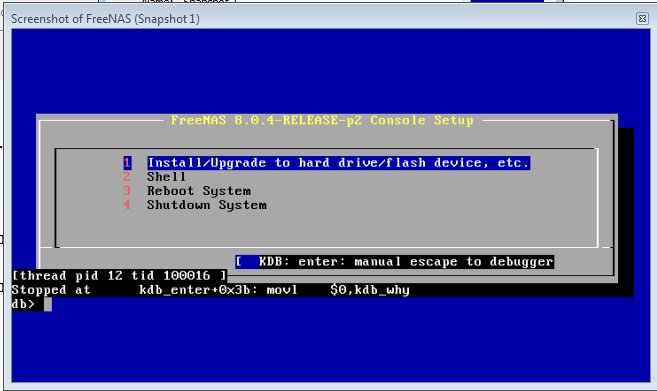 Screenshot of FreeNAS (Snapshot 1)
FreeNAS 8.0.4-RELEASE-p2 Console Setup
1 Install/Upgrade to hard drive/flash device, etc.
2 Shell
3 Reboot System
4 Shutdown System
[ KDB: enter: manual escape to debugger
[thread pid 12 tid 100016 ]
Stopped at kdb_enter+0x3b: movl $0,kdb_why
db>